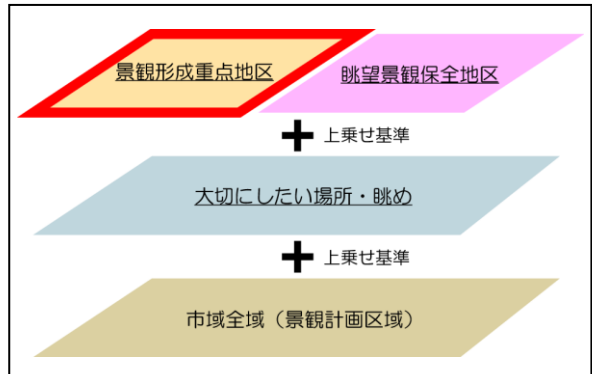 景観形成重点地区
眺望景観保全地区
＋ 上乗せ基準
大切にしたい場所・眺め
＋ 上乗せ基準
市域全域（景観計画区域）